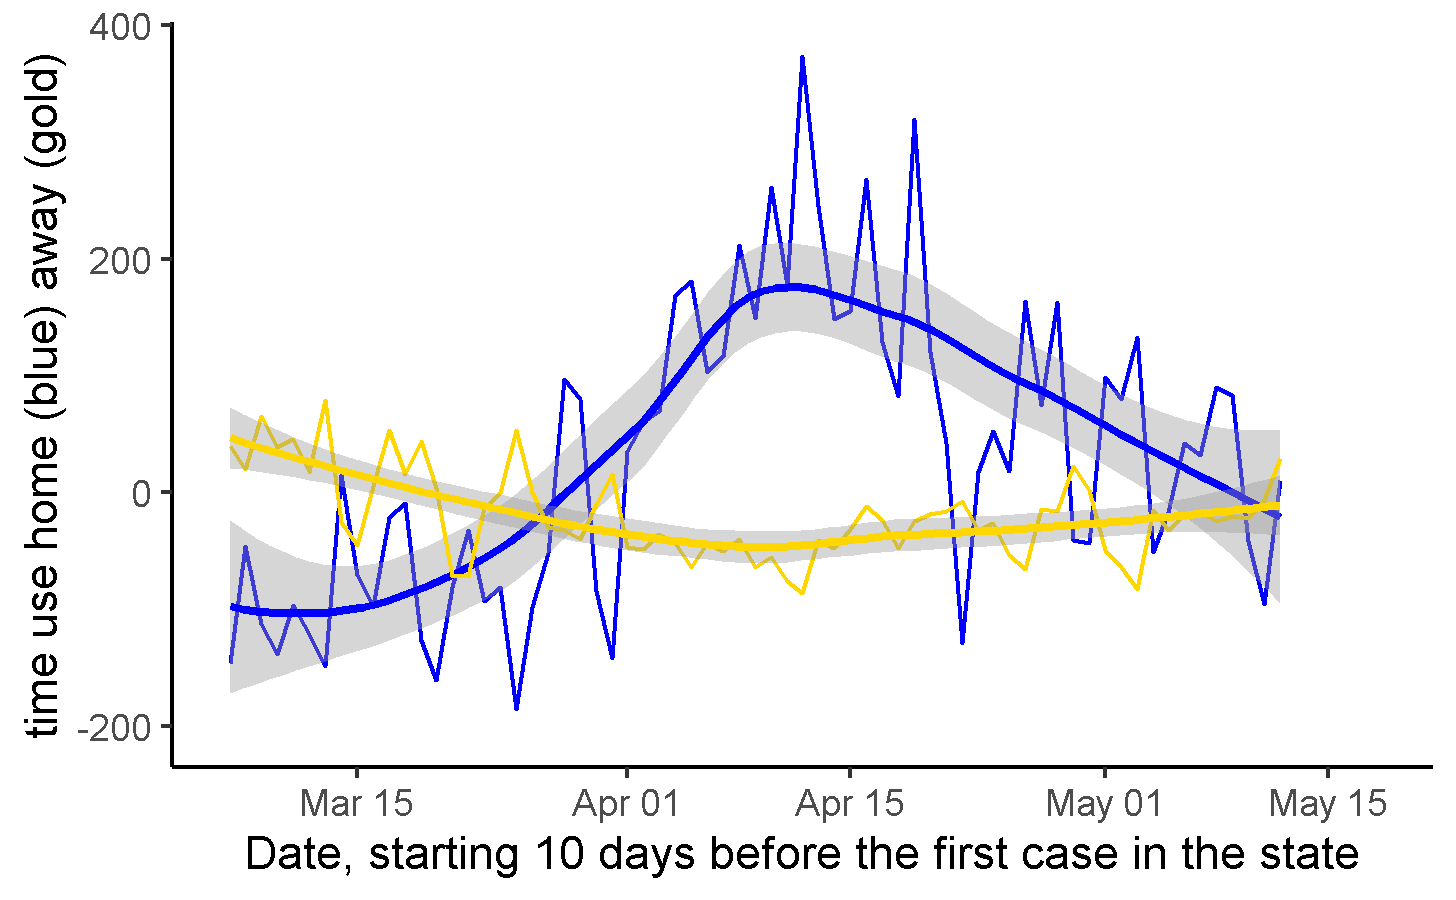 time use home (blue) away (gold)
400
200
0
-200
Mar 15
Apr 01
Apr 15
May 01
May 15
Date, starting 10 days before the first case in the state